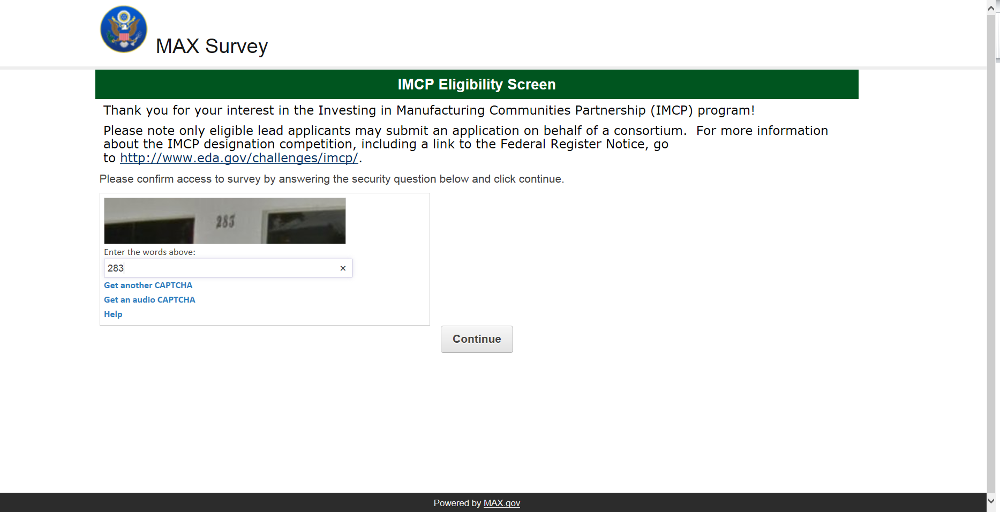 MAX Survey
IMCP Eligibility Screen
Thank you for your interest in the Investing in Manufacturing Communities Partnership (IMCP) program!
Please note only eligible lead applicants may submit an application on behalf of a consortium.  For more information
about the IMCP designation competition, including a link to the Federal Register Notice, go
to http://www.eda.gov/challenges/imcp/.
Please confirm access to survey by answering the security question below and click continue.
283
Enter the words above:
283
Get another CAPTCHA
Get an audio CAPTCHA
Help
Continue
Powered by MAX.gov